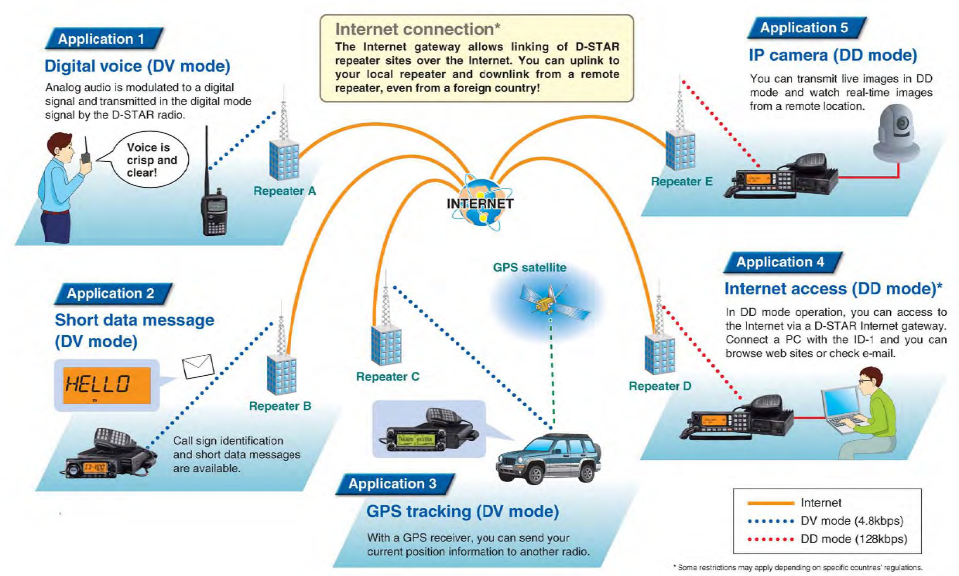 Application 1
Digital voice (DV mode)
Analog audio is modulated to a digital
signal and transmitted in the digital mode
signal by the D-STAR radio.
Voice is
crisp and
clear!
Repeater A
Internet connection*
The Internet gateway allows linking of D-STAR
repeater sites over the Internet. You can uplink to
your local repeater and downlink from a remote
repeater, even from a foreign country!
Application 5
IP camera (DD mode)
You can transmit live images in DD
mode and watch real-time images
from a remote location.
Repeater E
INTERNET
Application 2
Short data message
(DV mode)
HELLO
Repeater B
Call sign identification
and short data messages
are available.
GPS satellite
Repeater C
Application 3
GPS tracking (DV mode)
With a GPS receiver, you can send your
current position information to another radio.
Application 4
Internet access (DD mode)*
In DD mode operation, you can access to
the Internet via a D-STAR Internet gateway.
Connect a PC with the ID-1 and you can
browse web sites or check e-mail.
Repeater D
Internet
DV mode (4.8kbps)
DD mode (128kbps)
* Some restrictions may apply depending on specific countries' regulations.